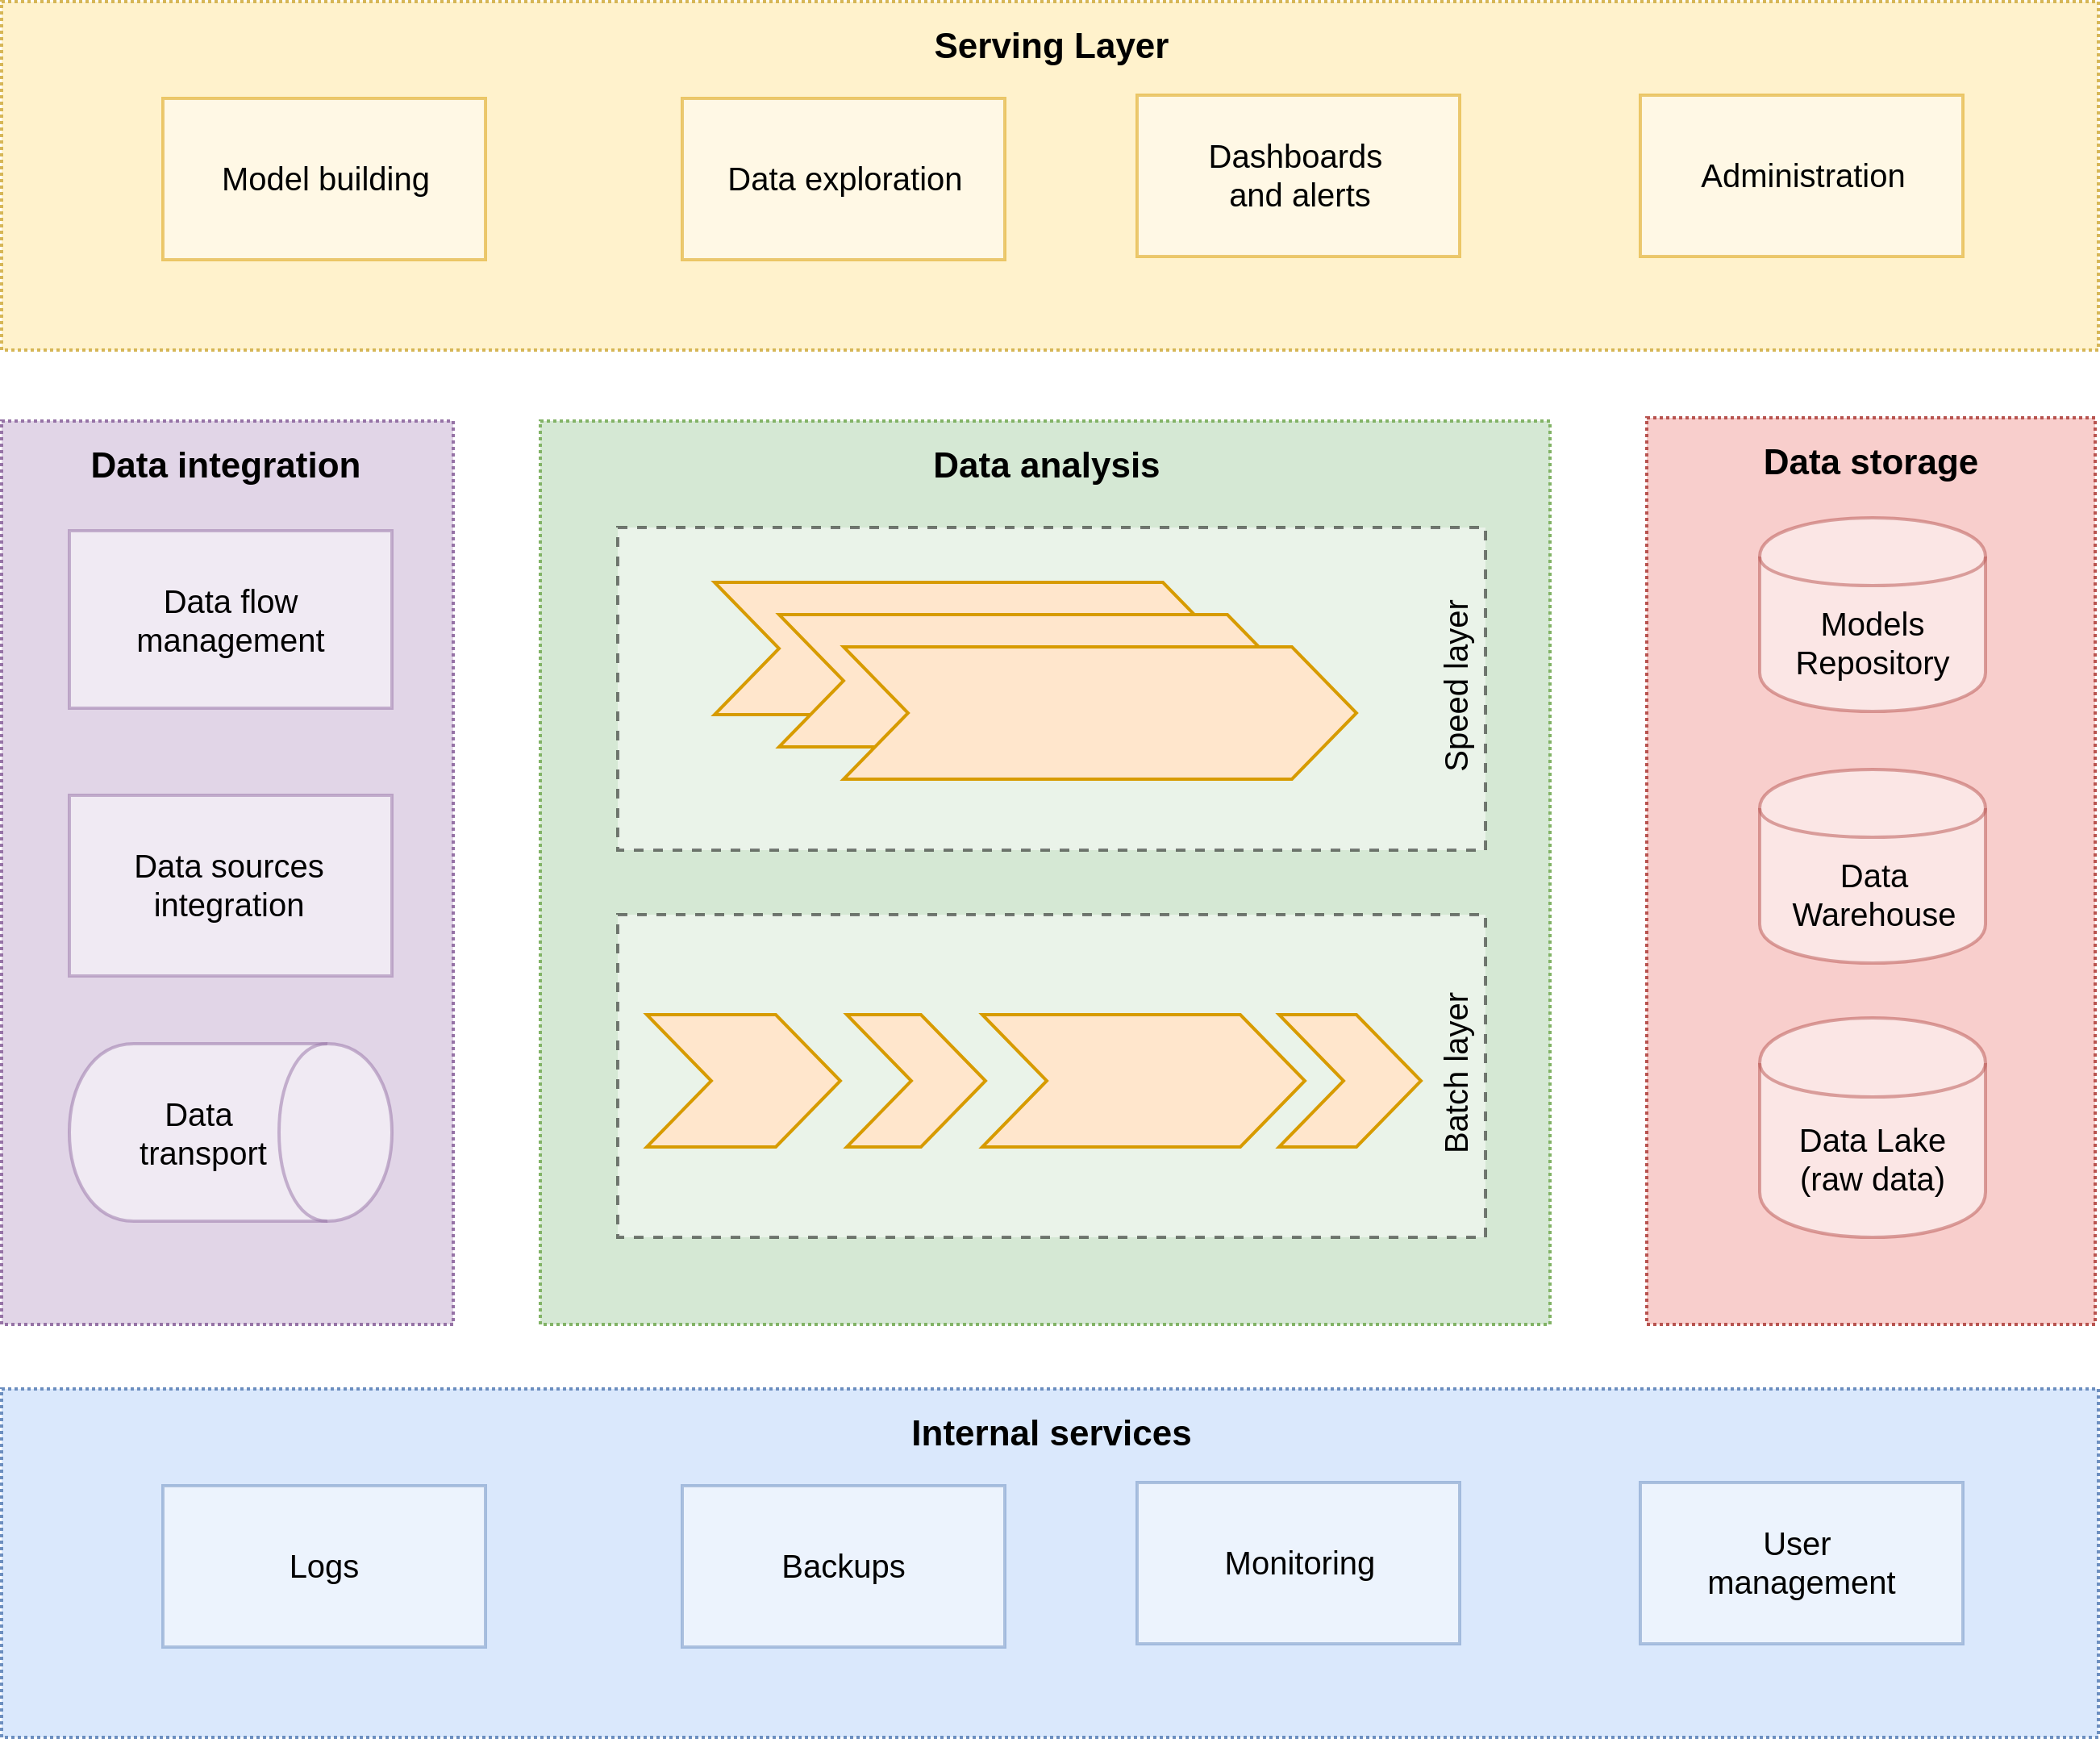 Serving Layer
Model building
Data exploration
Dashboards
and alerts
Administration
Data integration
Data flow
management
Data sources
integration
Data
transport
Data analysis
Speed layer
Batch layer
Data storage
Models
Repository
Data
Warehouse
Data Lake
(raw data)
Internal services
Logs
Backups
Monitoring
User
management